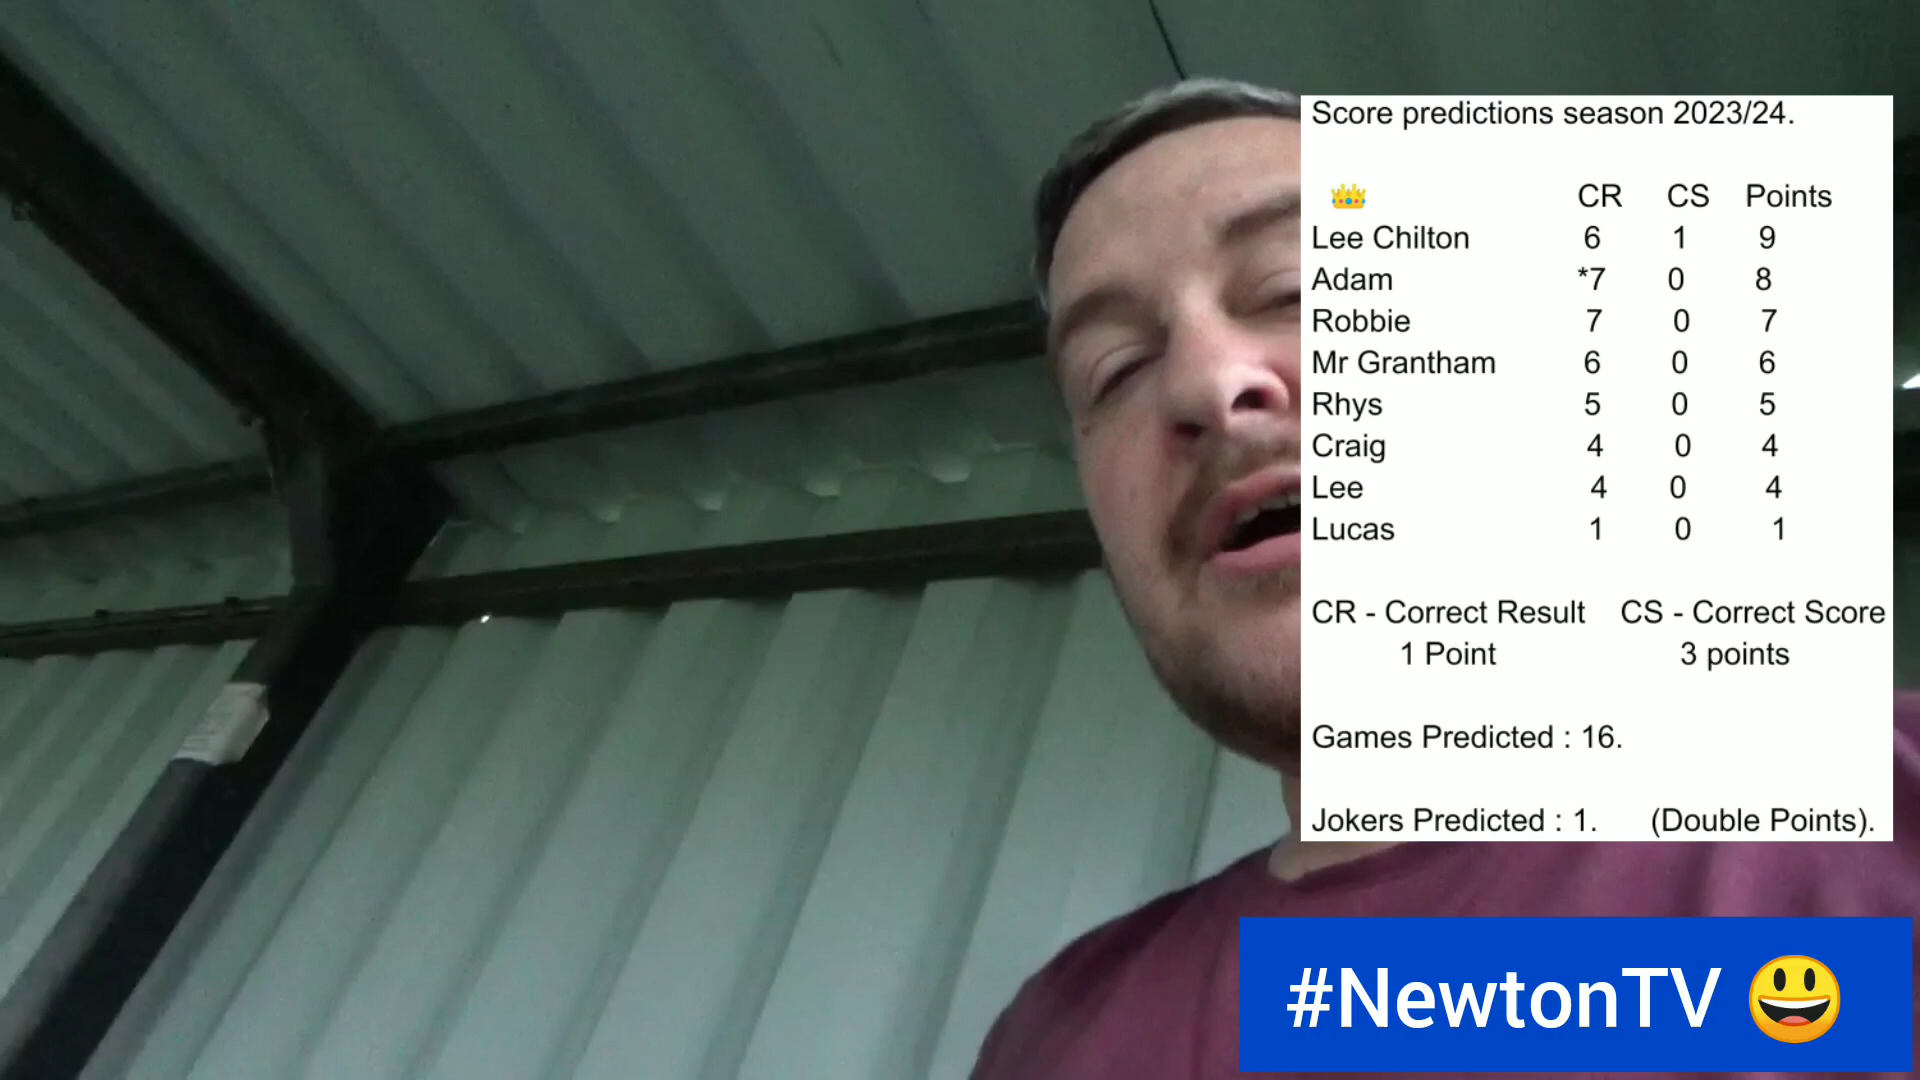 Score predictions season 2023/24.
👑 CR CS Points
Lee Chilton 6 1 9
Adam *7 0 8
Robbie 7 0 7
Mr Grantham 6 0 6
Rhys 5 0 5
Craig 4 0 4
Lee 4 0 4
Lucas 1 0 1
CR - Correct Result CS - Correct Score
1 Point 3 points
Games Predicted : 16.
Jokers Predicted : 1. (Double Points).
#NewtonTV 😃